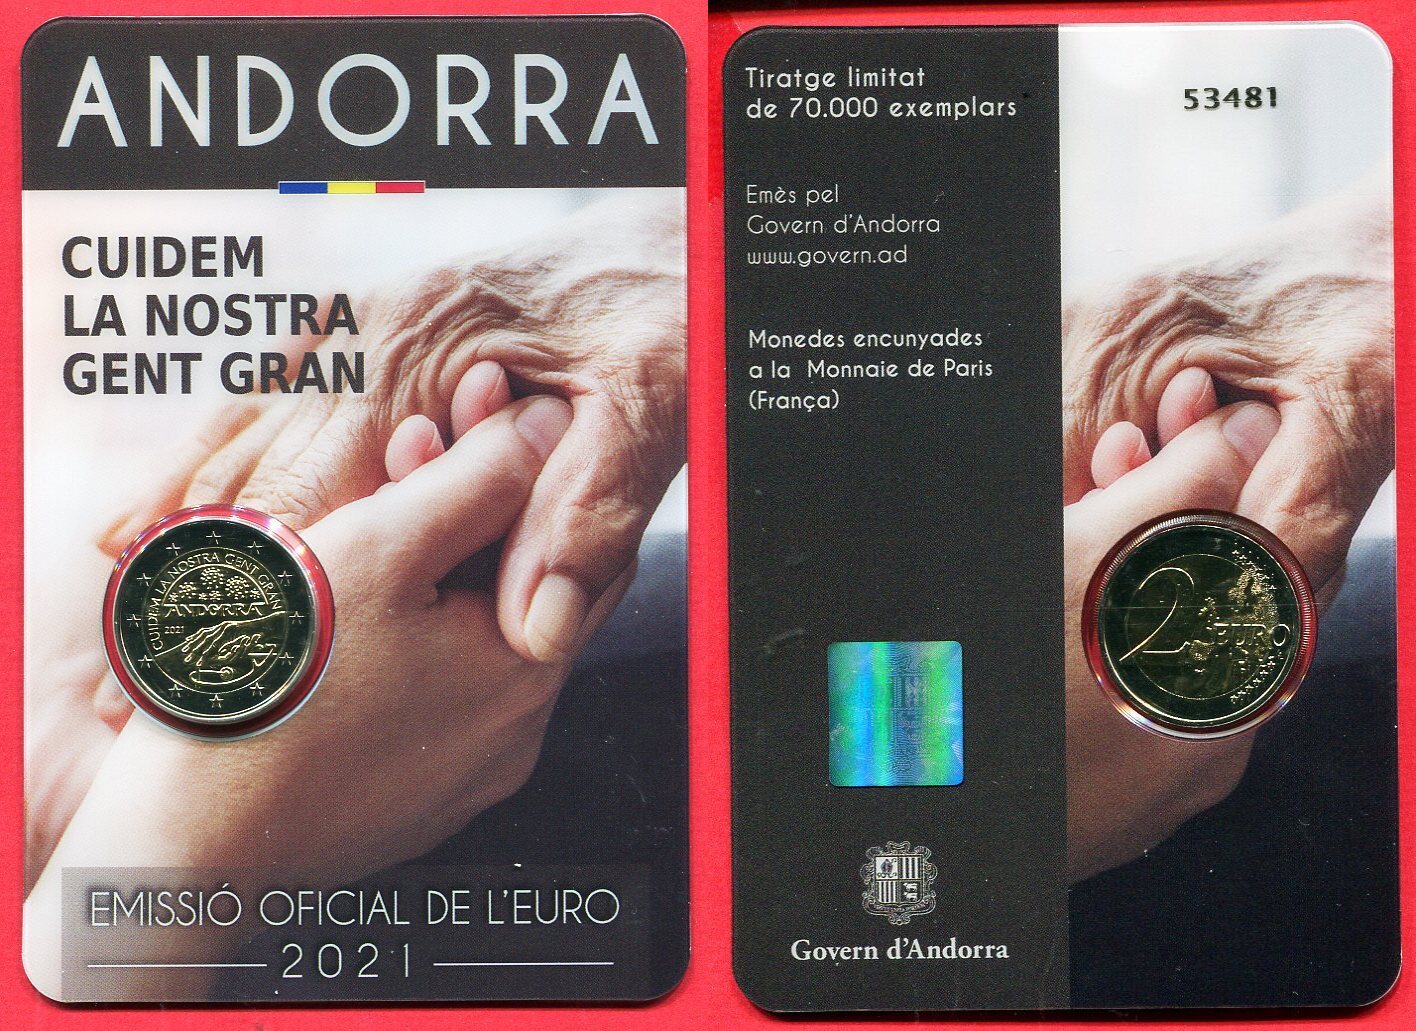 ANDORRA
CUIDEM
LA NOSTRA
GENT GRAN
CUIDEM LA NOSTRA GENT GRAN
ANDORRA
2021
EMISSIÓ OFICIAL DE L'EURO
2021
Tiratge limitat
de 70.000 exemplars
53481
Emès pel
Govern d'Andorra
www.govern.ad
Monedes encunyades
a la Monnaie de Paris
(França)
2 EURO
Govern d'Andorra